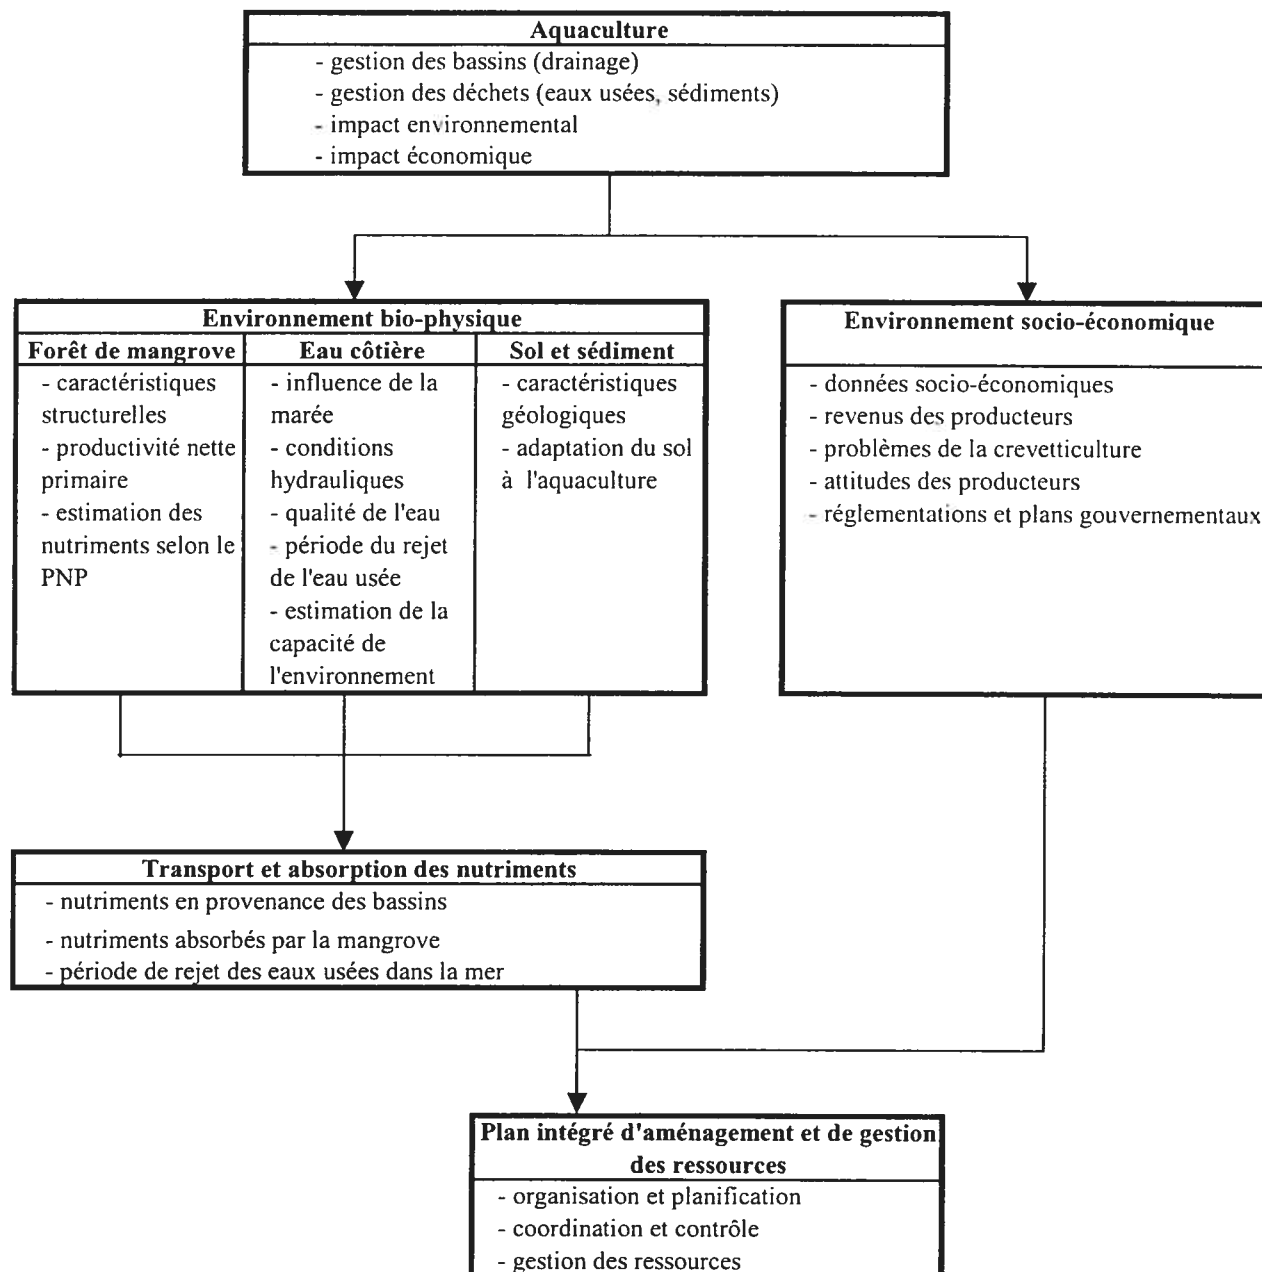 Aquaculture
- gestion des bassins (drainage)
- gestion des déchets (eaux usées, sédiments)
- impact environnemental
- impact économique
Environnement bio-physique
Forêt de mangrove
- caractéristiques
structurelles
- productivité nette
primaire
- estimation des
nutriments selon le
PNP
Eau côtière
- influence de la
marée
- conditions
hydrauliques
- qualité de l'eau
- période du rejet
de l'eau usée
- estimation de la
capacité de
l'environnement
Sol et sédiment
- caractéristiques
géologiques
- adaptation du sol
à l'aquaculture
Environnement socio-économique
- données socio-économiques
- revenus des producteurs
- problèmes de la crevetticulture
- attitudes des producteurs
- réglementations et plans gouvernementaux
Transport et absorption des nutriments
- nutriments en provenance des bassins
- nutriments absorbés par la mangrove
- période de rejet des eaux usées dans la mer
Plan intégré d'aménagement et de gestion
des ressources
- organisation et planification
- coordination et contrôle
- gestion des ressources